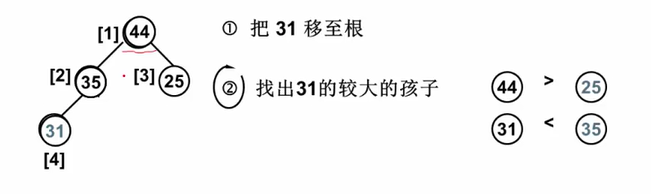 [1] 44 ① 把 31 移至根
[2] 35 [3] 25 ② 找出31的较大的孩子 44 > 25
31 31 < 35
[4]